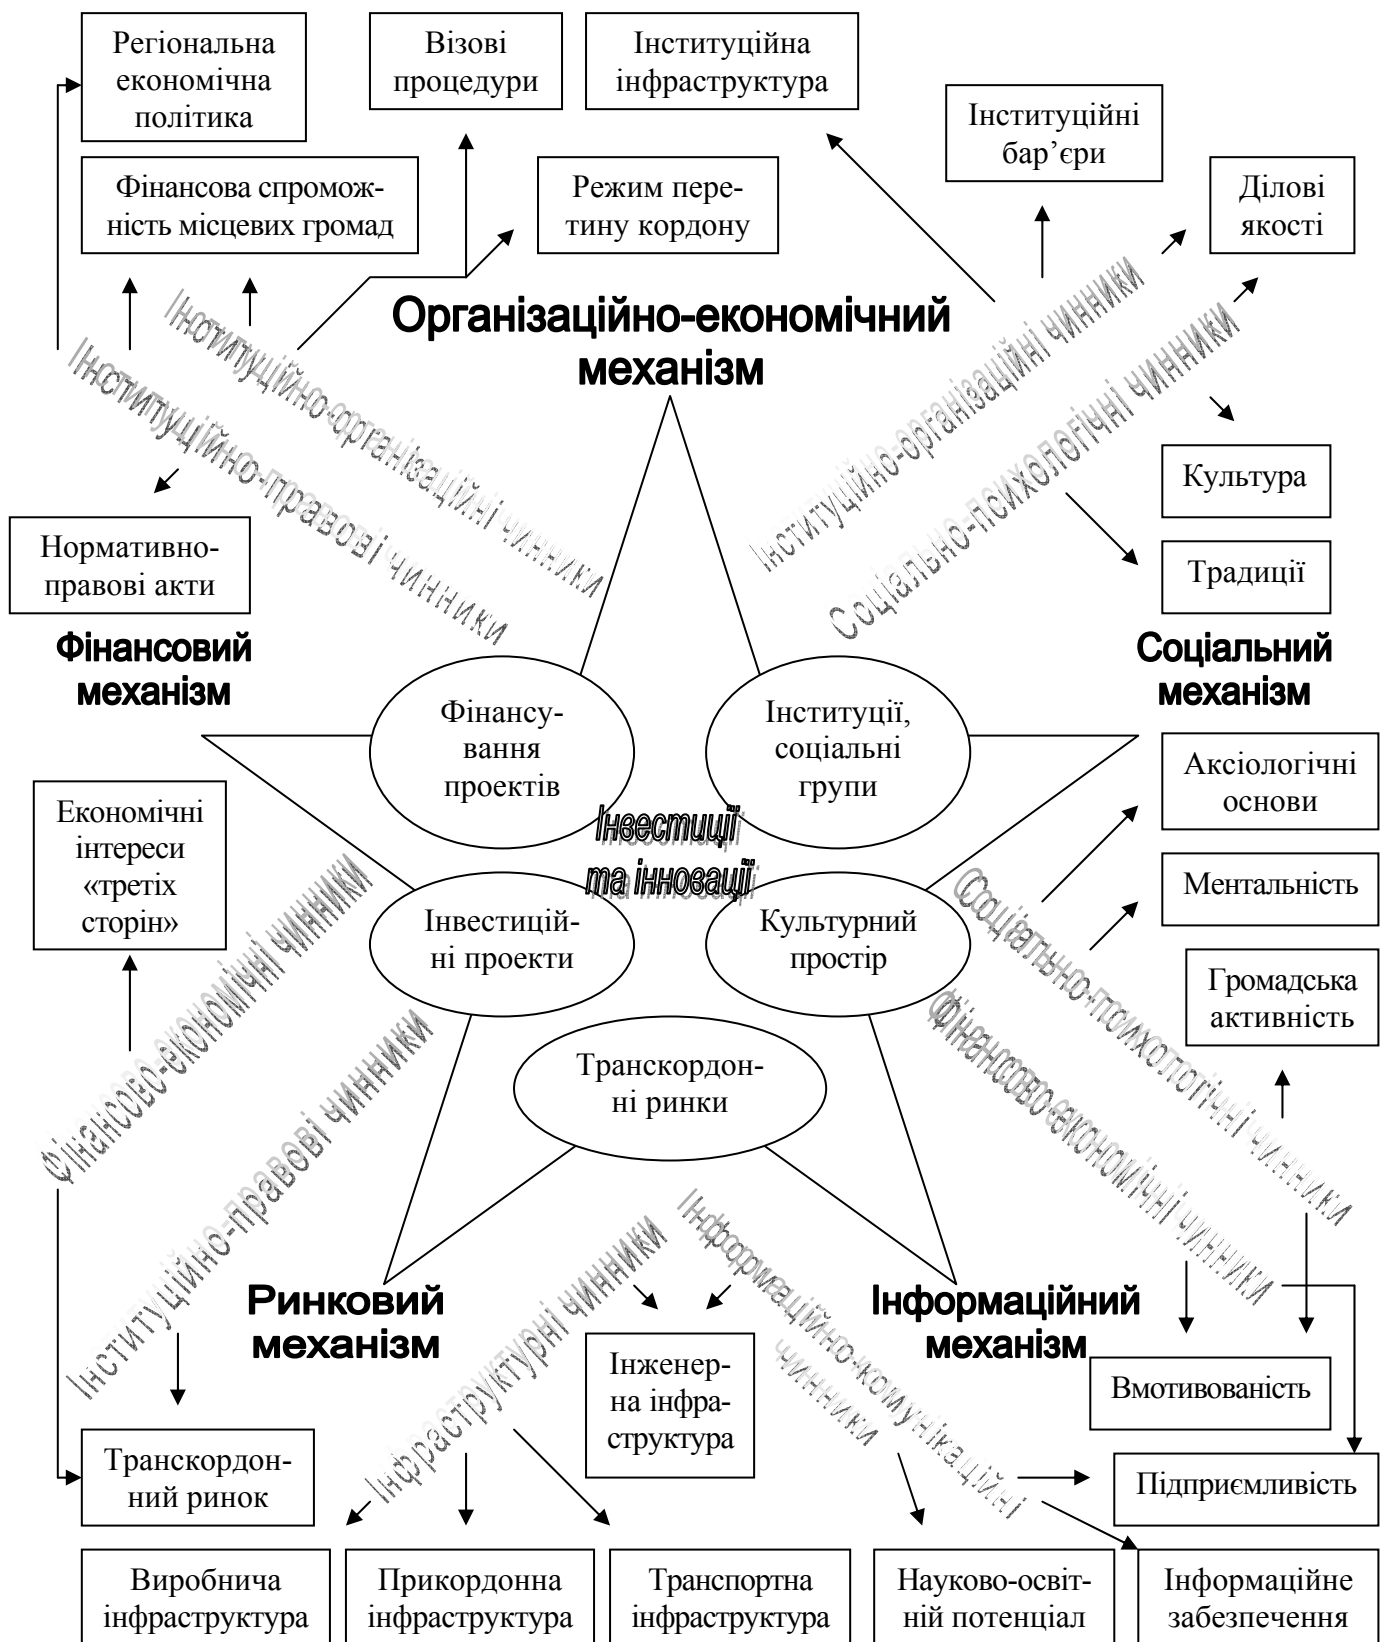 Регіональна
економічна
політика
Візові
процедури
Інституційна
інфраструктура
Інституційні
бар’єри
Фінансова спромож-
ність місцевих громад
Режим пере-
тину кордону
Ділові
якості
Організаційно-економічний
механізм
Інституційно-організаційні чинники
Інституційно-правові чинники
Інституційно-організаційні чинники
Соціально-психологічні чинники
Культура
Традиції
Нормативно-
правові акти
Фінансовий
механізм
Соціальний
механізм
Фінансу-
вання
проектів
Інституції,
соціальні
групи
Аксіологічні
основи
Економічні
інтереси
«третіх
сторін»
Інвестиції
та інновації
Ментальність
Інвестицій-
ні проекти
Культурний
простір
Громадська
активність
Транскордон-
ні ринки
Фінансово-економічні чинники
Інституційно-правові чинники
Соціально-психологічні чинники
Фінансово-економічні чинники
Ринковий
механізм
Інформаційний
механізм
Інфраструктурні чинники
Інформаційно-комунікаційні
чинники
Інженер-
на інфра-
структура
Вмотивованість
Транскордон-
ний ринок
Підприємливість
Виробнича
інфраструктура
Прикордонна
інфраструктура
Транспортна
інфраструктура
Науково-освіт-
ній потенціал
Інформаційне
забезпечення